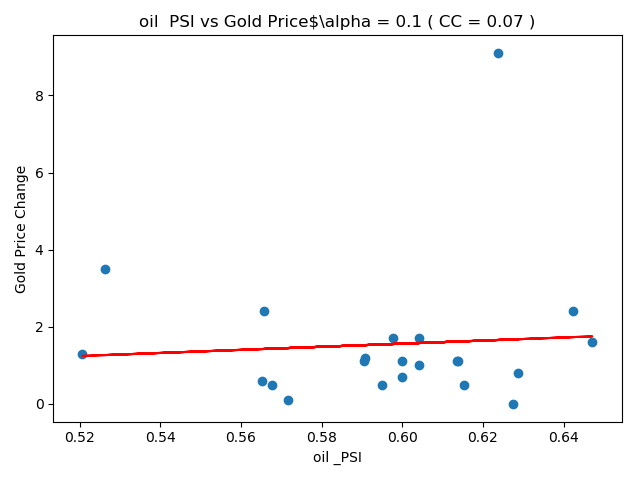 oil  PSI vs Gold Price$\alpha = 0.1 ( CC = 0.07 )
Gold Price Change
8
6
4
2
0
0.52 0.54 0.56 0.58 0.60 0.62 0.64
oil _PSI